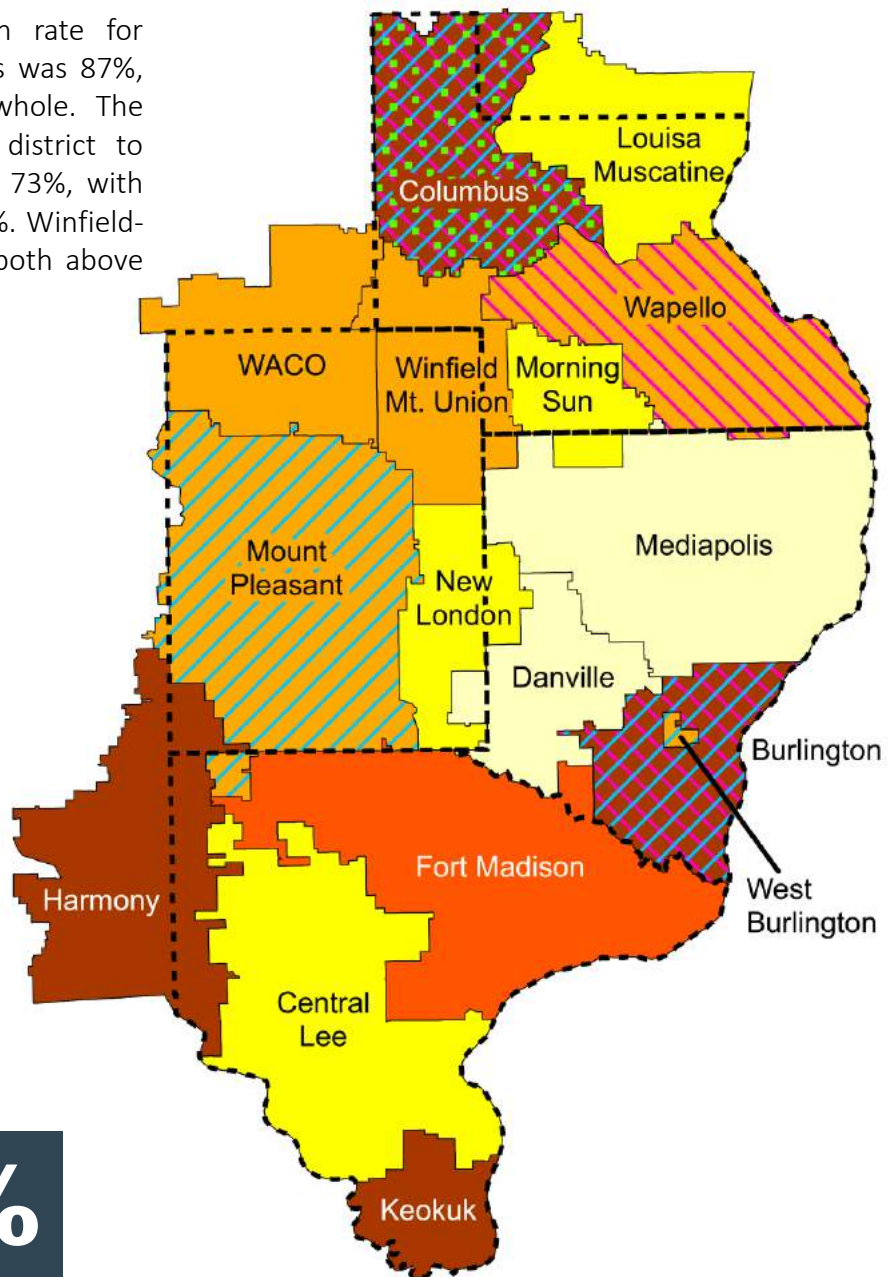 n rate for
s was 87%,
whole. The
district to
73%, with
%. Winfield-
both above
Louisa
Muscatine
Columbus
Wapello
WACO
Winfield
Mt. Union
Morning
Sun
Mount
Pleasant
New
London
Mediapolis
Danville
Burlington
Fort Madison
West
Burlington
Harmony
Central
Lee
Keokuk
%